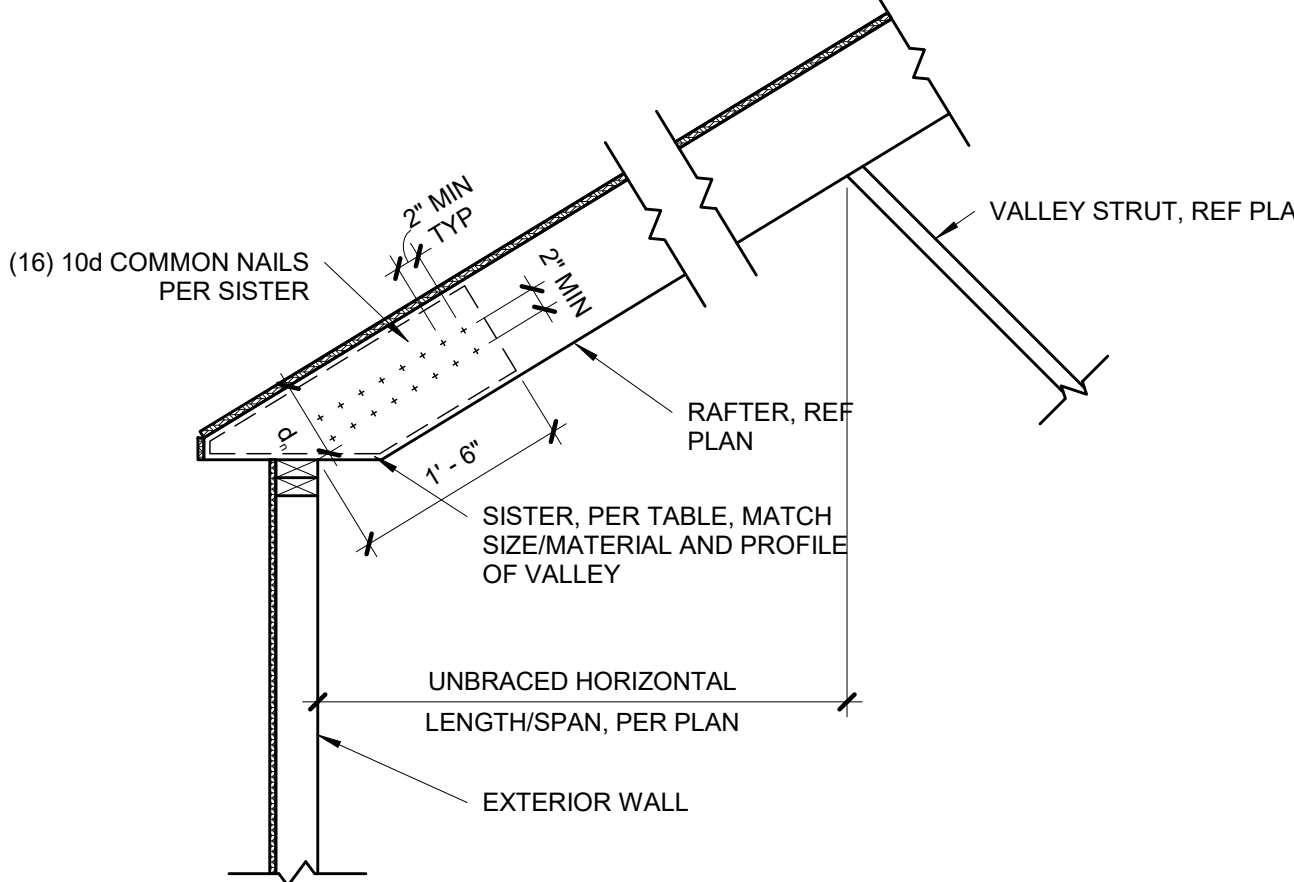 2" MIN
TYP
VALLEY STRUT, REF PLA
(16) 10d COMMON NAILS
PER SISTER
2" MIN
RAFTER, REF
PLAN
dn
1' - 6"
SISTER, PER TABLE, MATCH
SIZE/MATERIAL AND PROFILE
OF VALLEY
UNBRACED HORIZONTAL
LENGTH/SPAN, PER PLAN
EXTERIOR WALL